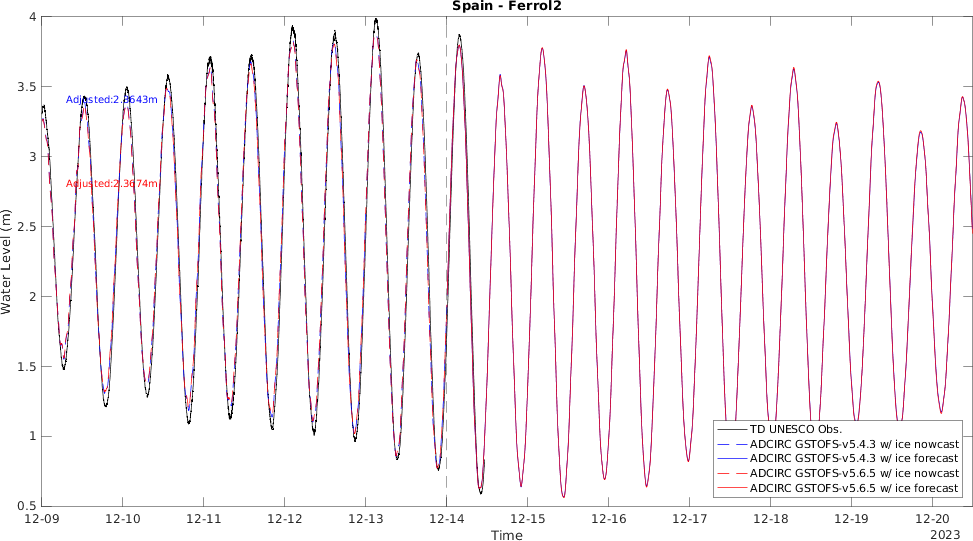 Spain - Ferrol2
4
3.5
3
2.5
2
1.5
1
0.5
Water Level (m)
Adjusted:2.3643m
Adjusted:2.3674m
TD UNESCO Obs.
ADCIRC GSTOFS-v5.4.3 w/ ice nowcast
ADCIRC GSTOFS-v5.4.3 w/ ice forecast
ADCIRC GSTOFS-v5.6.5 w/ ice nowcast
ADCIRC GSTOFS-v5.6.5 w/ ice forecast
12-09 12-10 12-11 12-12 12-13 12-14 12-15 12-16 12-17 12-18 12-19 12-20
2023
Time